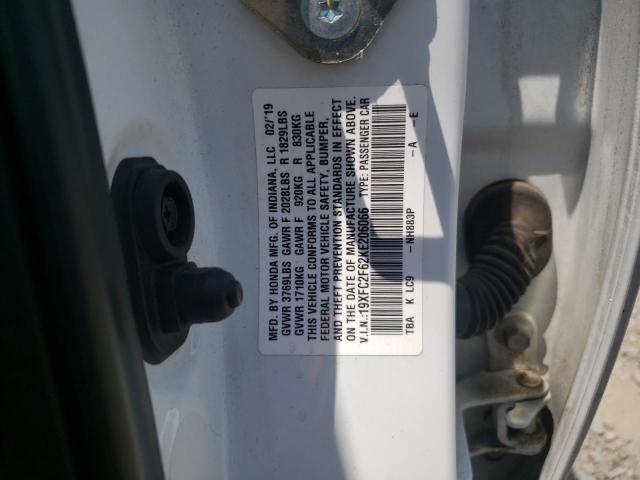 MFD. BY HONDA MFG. OF INDIANA, LLC 02/'19
GVWR 3769LBS GAWR F 2028LBS R 1829LBS
GVWR 1710KG GAWR F 920KG R 830KG
THIS VEHICLE CONFORMS TO ALL APPLICABLE
FEDERAL MOTOR VEHICLE SAFETY, BUMPER,
AND THEFT PREVENTION STANDARDS IN EFFECT
ON THE DATE OF MANUFACTURE SHOWN ABOVE.
V.I.N.:19XFC2F62KE206066 TYPE: PASSENGER CAR
TBA K LC9 -NH883P -A -E